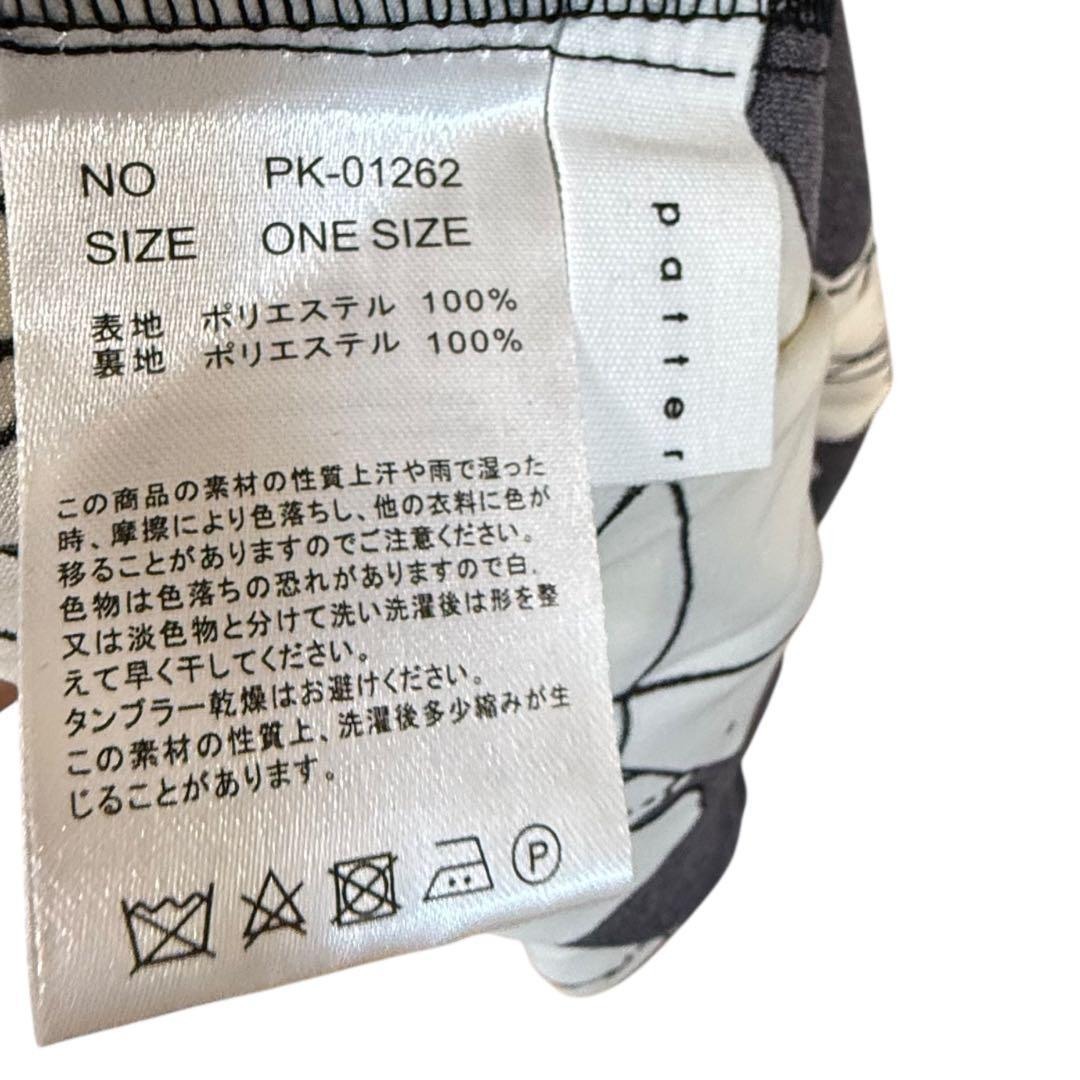 NO PK-01262
SIZE ONE SIZE
表地 ポリエステル 100%
裏地 ポリエステル 100%
この商品の素材の性質上汗や雨で湿った
時、摩擦により色落ちし、他の衣料に色が
移ることがありますのでご注意ください。
色物は色落ちの恐れがありますので白.
又は淡色物と分けて洗い洗濯後は形を整
えて早く干してください。
タンブラー乾燥はお避けください。
この素材の性質上、洗濯後多少縮みが生
じることがあります。
P
patter